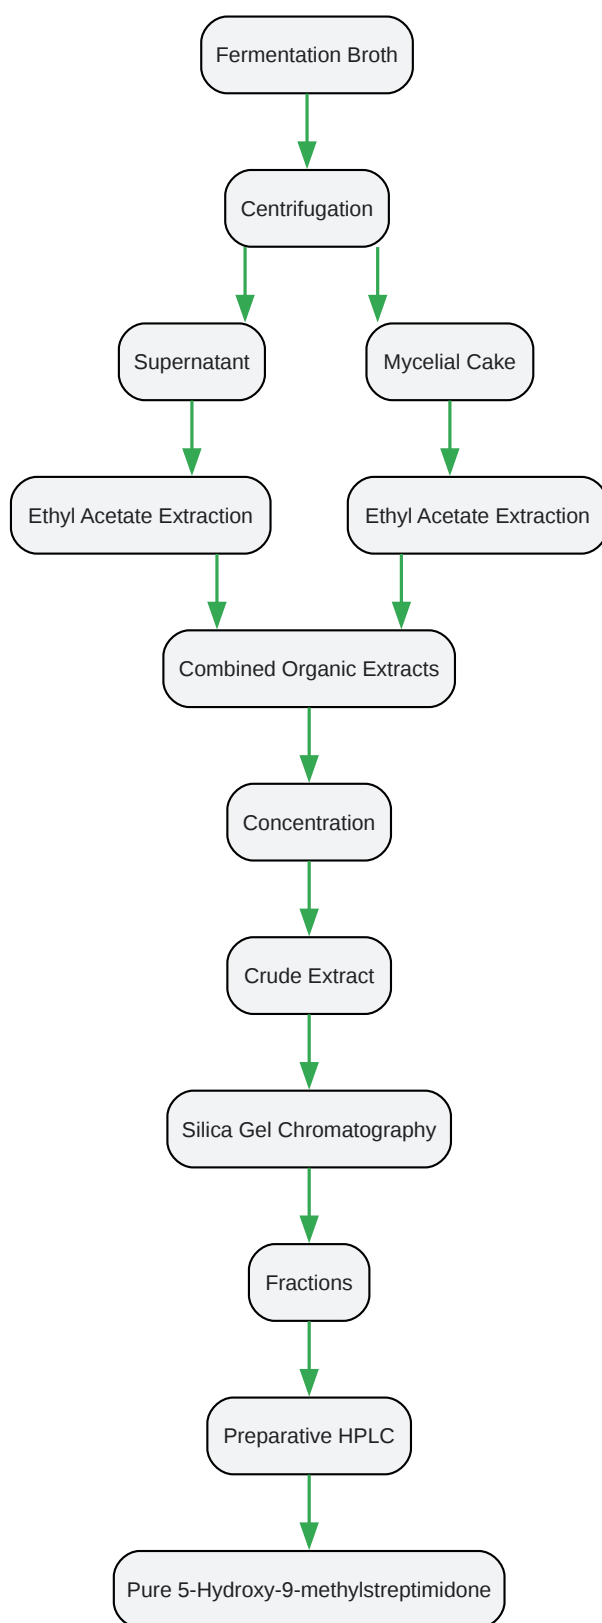 Fermentation Broth
Centrifugation
Supernatant
Mycelial Cake
Ethyl Acetate Extraction
Ethyl Acetate Extraction
Combined Organic Extracts
Concentration
Crude Extract
Silica Gel Chromatography
Fractions
Preparative HPLC
Pure 5-Hydroxy-9-methylstreptimidone